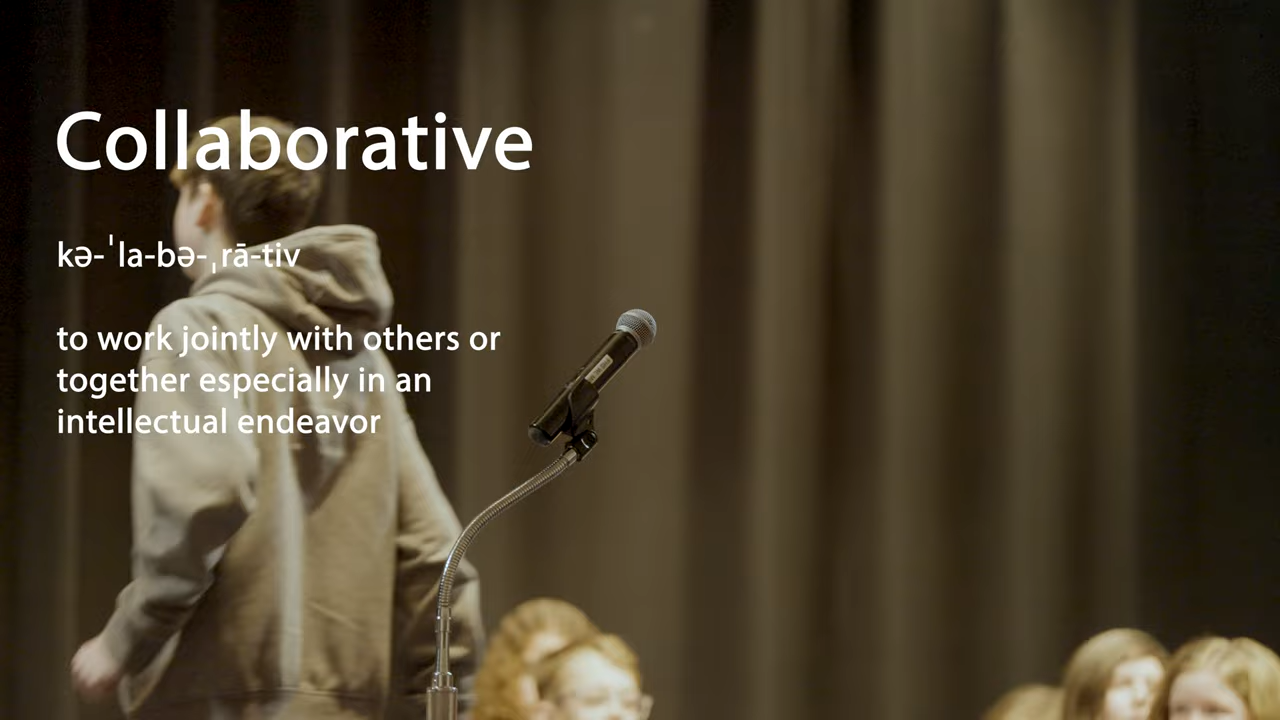 Collaborative
kə-ˈla-bə-ˌrā-tiv
to work jointly with others or
together especially in an
intellectual endeavor